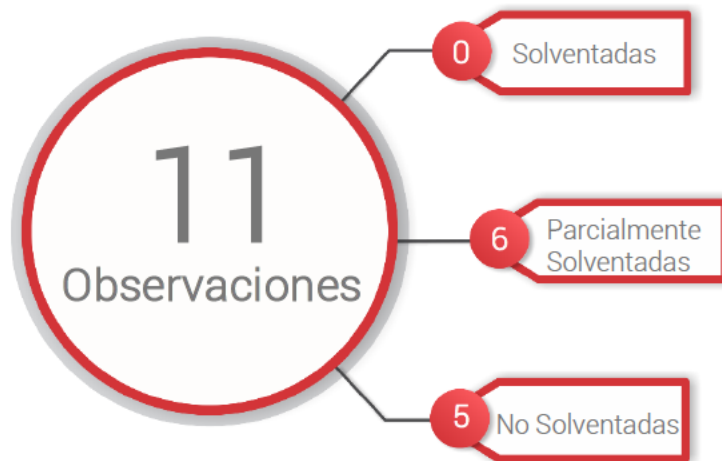 11
Observaciones
0
Solventadas
6
Parcialmente
Solventadas
5
No Solventadas